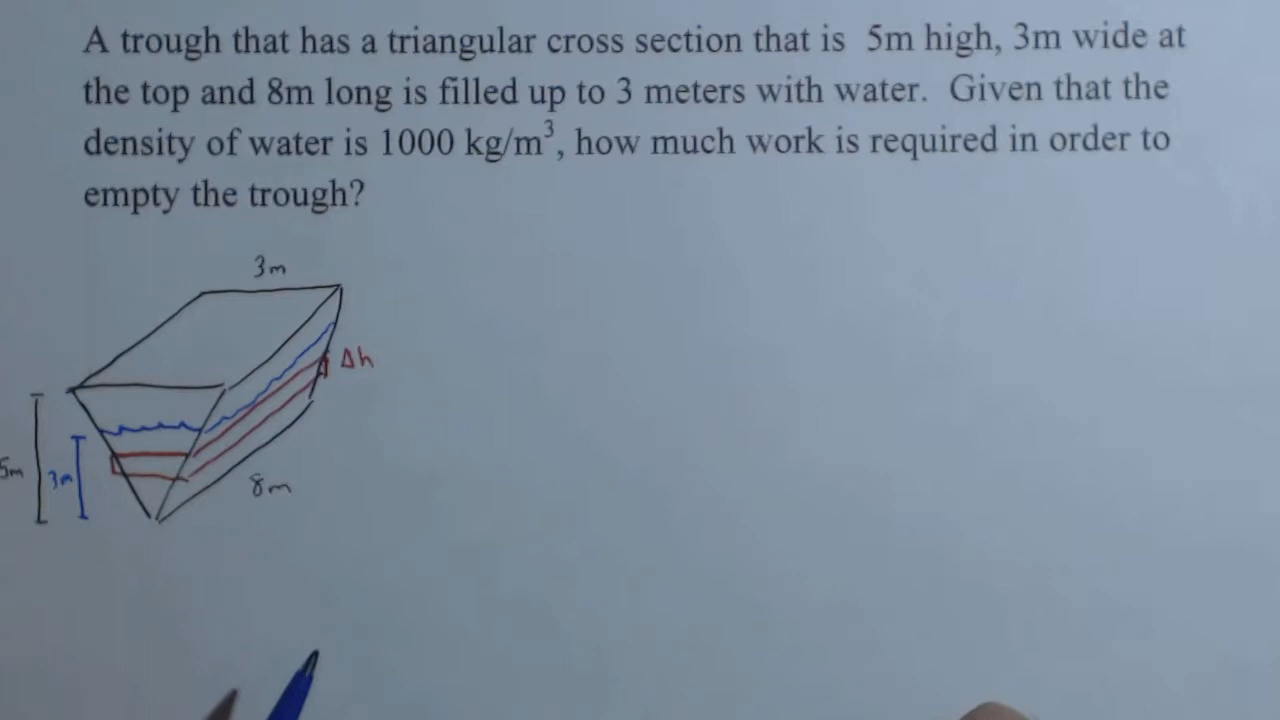 A trough that has a triangular cross section that is 5m high, 3m wide at
the top and 8m long is filled up to 3 meters with water. Given that the
density of water is 1000 kg/m³, how much work is required in order to
empty the trough?
3m
Δh
5m
3m
8m